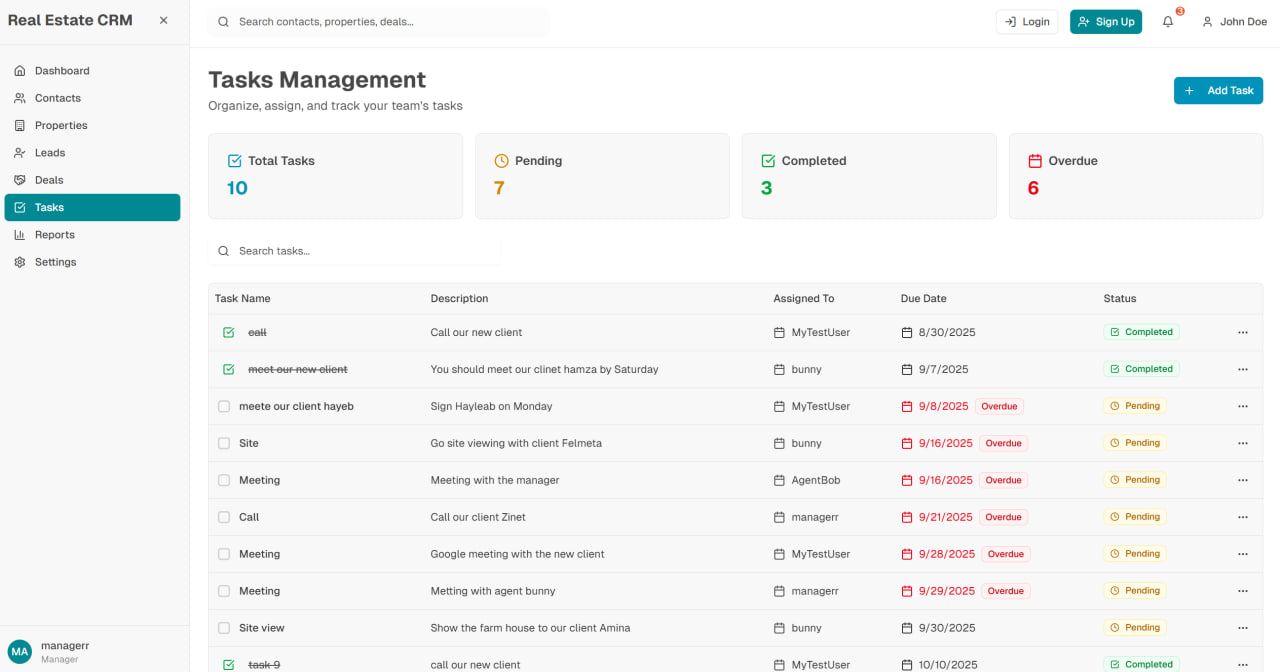 Real Estate CRM
Search contacts, properties, deals...
Login
Sign Up
3
John Doe
Dashboard
Contacts
Properties
Leads
Deals
Tasks
Reports
Settings
MA
managerr
Manager
Tasks Management
Organize, assign, and track your team's tasks
Add Task
Total Tasks
10
Pending
7
Completed
3
Overdue
6
Search tasks...
Task Name Description Assigned To Due Date Status
call Call our new client MyTestUser 8/30/2025 Completed
meet our new client You should meet our clinet hamza by Saturday bunny 9/7/2025 Completed
meete our client hayeb Sign Hayleab on Monday MyTestUser 9/8/2025 Overdue Pending
Site Go site viewing with client Felmeta bunny 9/16/2025 Overdue Pending
Meeting Meeting with the manager AgentBob 9/16/2025 Overdue Pending
Call Call our client Zinet managerr 9/21/2025 Overdue Pending
Meeting Google meeting with the new client MyTestUser 9/28/2025 Overdue Pending
Meeting Metting with agent bunny managerr 9/29/2025 Overdue Pending
Site view Show the farm house to our client Amina bunny 9/30/2025 Pending
task 9 call our new client MyTestUser 10/10/2025 Completed